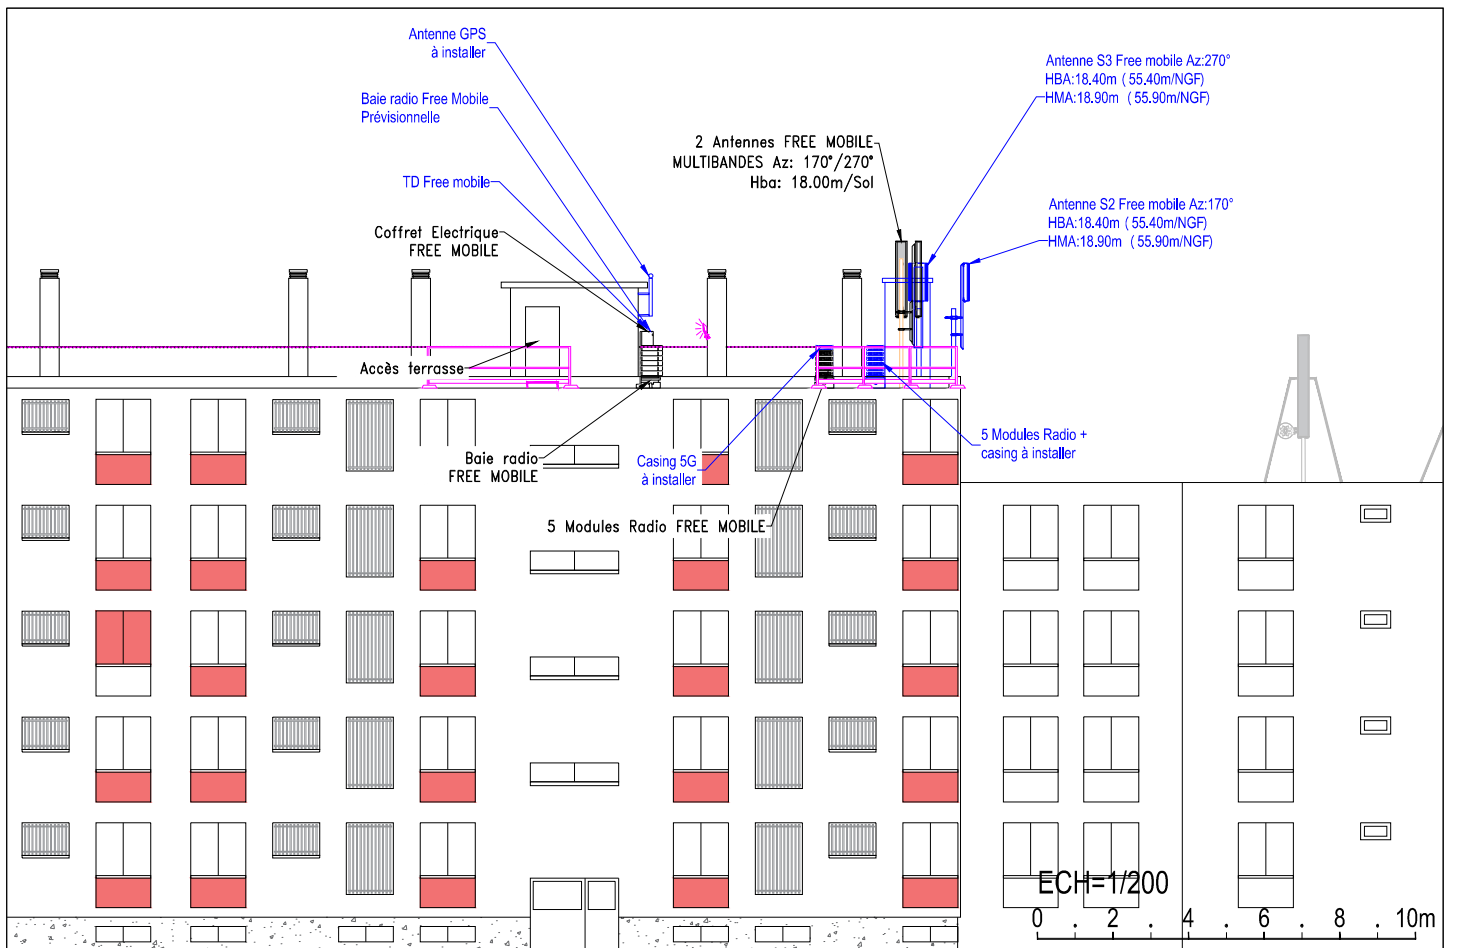 Antenne GPS
à installer
Baie radio Free Mobile
Prévisionnelle
TD Free mobile
Coffret Electrique
FREE MOBILE
2 Antennes FREE MOBILE
MULTIBANDES Az: 170°/270°
Hba: 18.00m/Sol
Antenne S3 Free mobile Az:270°
HBA:18.40m ( 55.40m/NGF)
HMA:18.90m ( 55.90m/NGF)
Antenne S2 Free mobile Az:170°
HBA:18.40m ( 55.40m/NGF)
HMA:18.90m ( 55.90m/NGF)
Accès terrasse
Baie radio
FREE MOBILE
Casing 5G
à installer
5 Modules Radio +
casing à installer
5 Modules Radio FREE MOBILE
ECH=1/200
0 2 4 6 8 10m